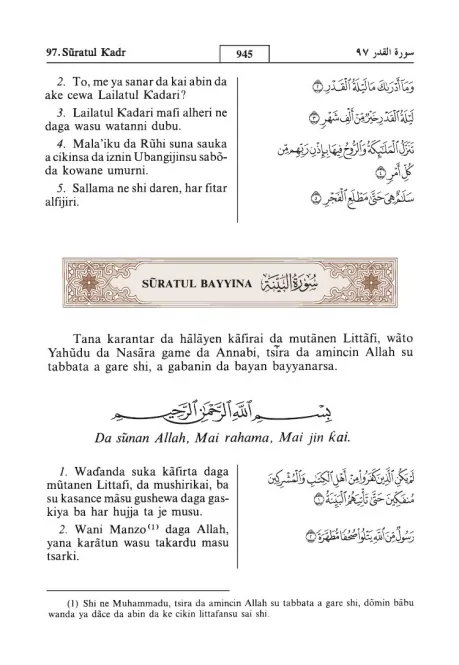 97. Sūratul Ƙadr
945
سورة القدر ٩٧
2. To, me ya sanar da kai abin da
ake cewa Lailatul Ƙadari?
3. Lailatul Ƙadari mafi alheri ne
daga wasu watanni dubu.
4. Mala'iku da Rūhi suna sauka
a cikinsa da iznin Ubangijinsu sabō-
da kowane umurni.
5. Sallama ne shi daren, har fitar
alfijiri.
وَمَآ أَدْرَىٰكَ مَا لَيْلَةُ ٱلْقَدْرِ ٢
لَيْلَةُ ٱلْقَدْرِ خَيْرٌ مِّنْ أَلْفِ شَهْرٍ ٣
تَنَزَّلُ ٱلْمَلَـٰٓئِكَةُ وَٱلرُّوحُ فِيهَا بِإِذْنِ رَبِّهِم مِّن
كُلِّ أَمْرٍ ٤
سَلَـٰمٌ هِىَ حَتَّىٰ مَطْلَعِ ٱلْفَجْرِ ٥
SŪRATUL BAYYINA
سُورَةُ البَيِّنَةِ
Tana karantar da hālāyen kāfirai da mutānen Littāfi, wāto
Yahūdu da Nasāra game da Annabi, tsīra da amincin Allah su
tabbata a gare shi, a gabanin da bayan bayyanarsa.
بِسْمِ ٱللَّهِ ٱلرَّحْمَـٰنِ ٱلرَّحِيمِ
Da sūnan Allah, Mai rahama, Mai jin ƙai.
1. Waɗanda suka kāfirta daga
mūtanen Littafi, da mushirikai, ba
su kasance māsu gushewa daga gas-
kiya ba har hujja ta je musu.
2. Wani Manzo⁽¹⁾ daga Allah,
yana karātun wasu takardu masu
tsarki.
لَمْ يَكُنِ ٱلَّذِينَ كَفَرُوا۟ مِنْ أَهْلِ ٱلْكِتَـٰبِ وَٱلْمُشْرِكِينَ
مُنفَكِّينَ حَتَّىٰ تَأْتِيَهُمُ ٱلْبَيِّنَةُ ١
رَسُولٌ مِّنَ ٱللَّهِ يَتْلُوا۟ صُحُفًا مُّطَهَّرَةً ٢
(1) Shi ne Muhammadu, tsira da amincin Allah su tabbata a gare shi, dōmin bābu
wanda ya dāce da abin da ke cikin littafansu sai shi.